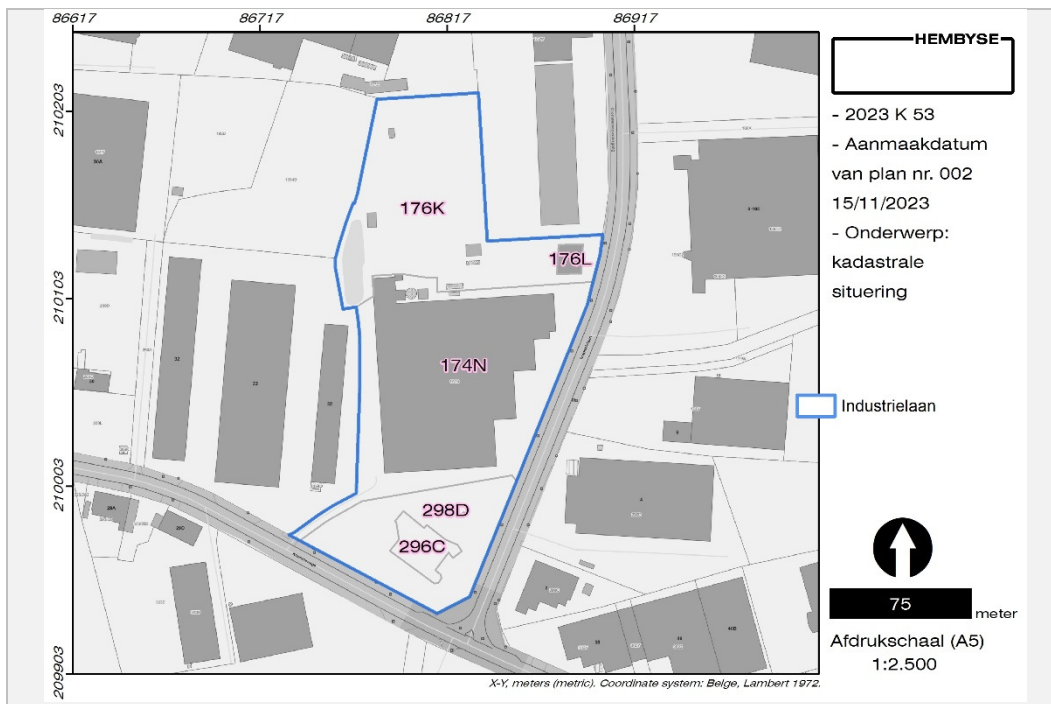 86617
86717
86817
86917
210203
210103
210003
209903
176K
176L
174N
298D
296C
22
22
HEMBYSE
- 2023 K 53
- Aanmaakdatum
van plan nr. 002
15/11/2023
- Onderwerp:
kadastrale
situering
Industrielaan
75
meter
Afdrukschaal (A5)
1:2.500
X-Y, meters (metric). Coordinate system: Belge, Lambert 1972.